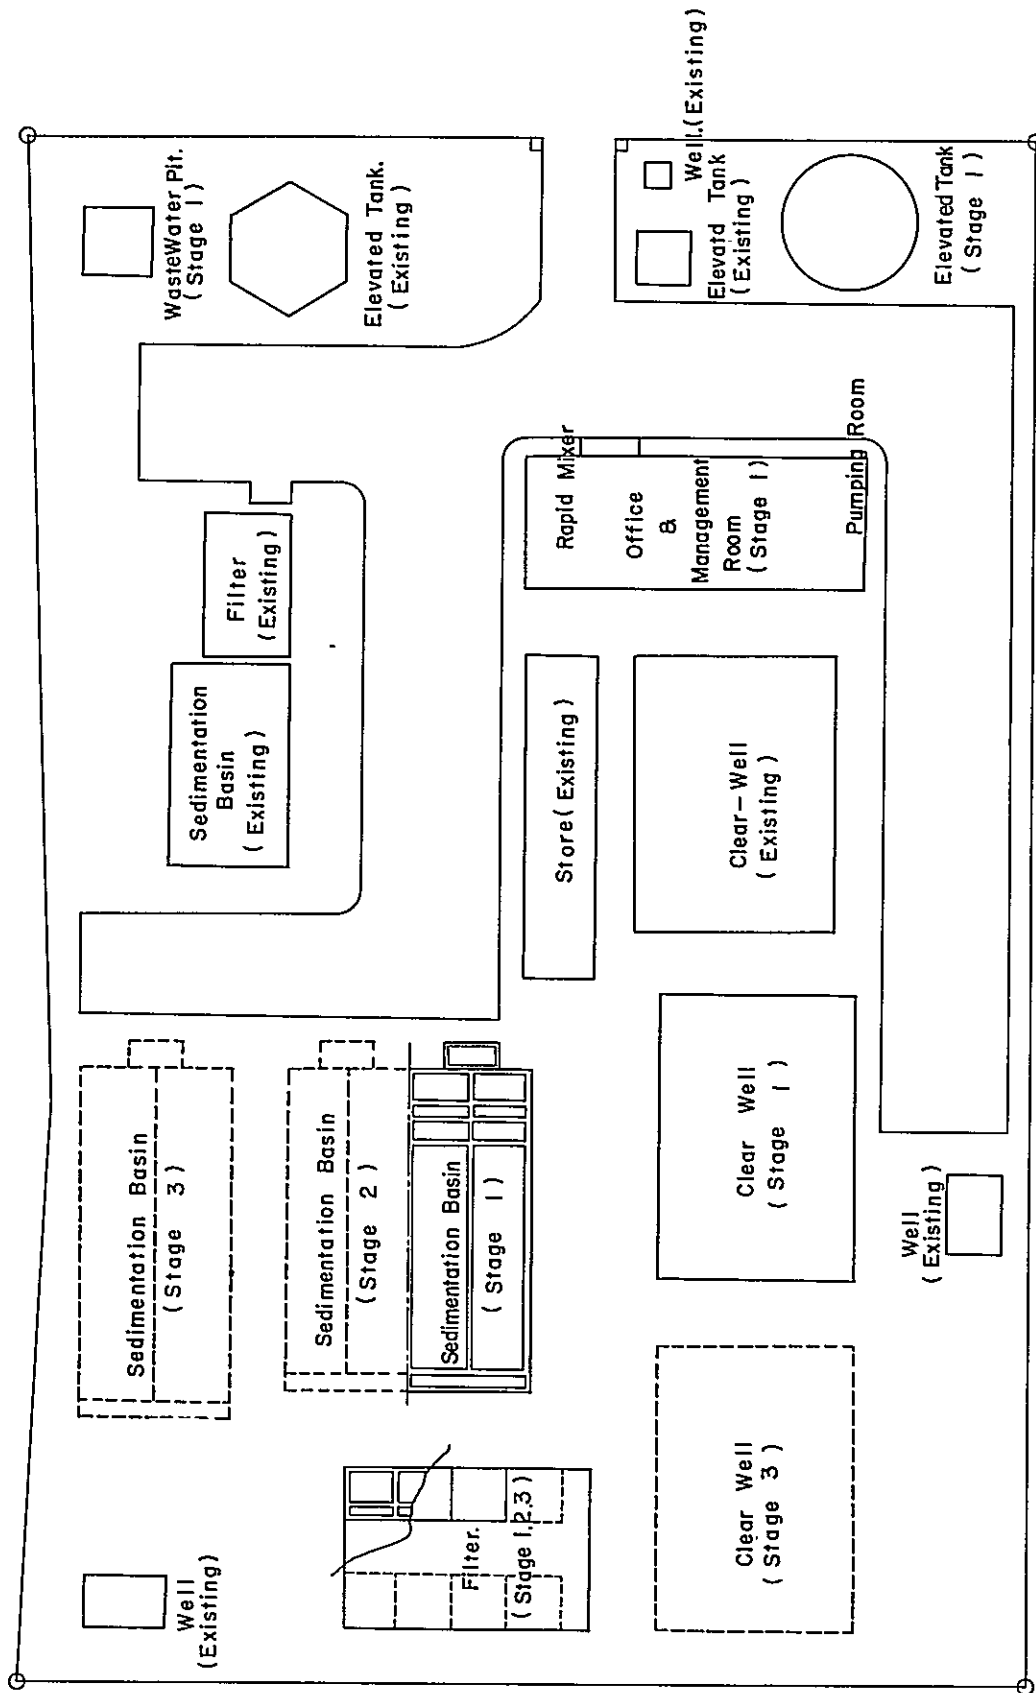 Well
(Existing)
Sedimentation Basin
(Stage 3)
Sedimentation
Basin
(Existing)
Filter
(Existing)
WasteWater Pit.
(Stage 1)
Elevated Tank.
(Existing)
Filter.
(Stage 1,2,3)
Sedimentation Basin
(Stage 2)
Sedimentation Basin
(Stage 1)
Store (Existing)
Rapid Mixer
Office
&
Management
Room
(Stage 1)
Pumping Room
Clear Well
(Stage 3)
Clear Well
(Stage 1)
Clear-Well
(Existing)
Well.(Existing)
Elevatd Tank
(Existing)
Elevated Tank
(Stage 1)
Well
(Existing)